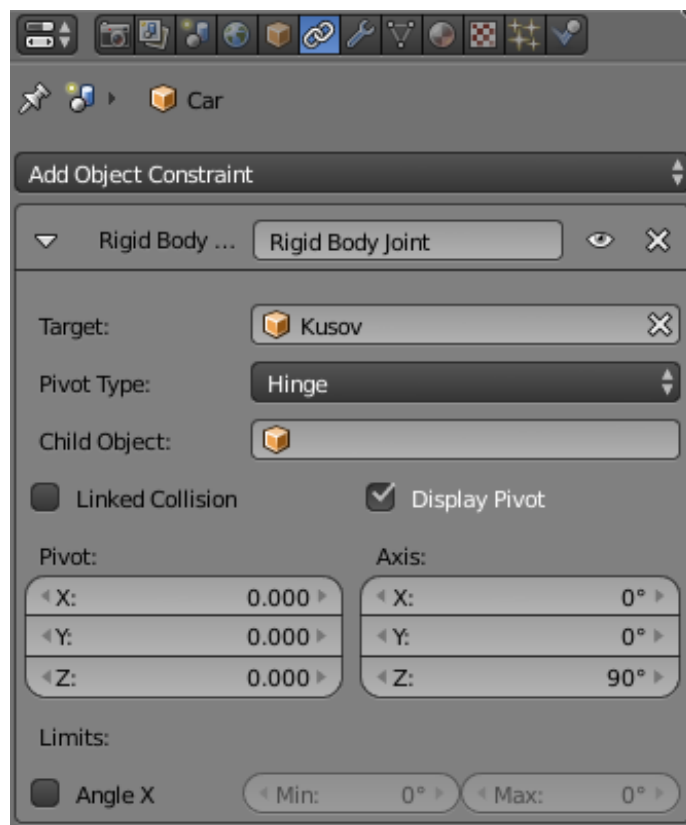 Car
Add Object Constraint
Rigid Body ... Rigid Body Joint
Target: Kusov
Pivot Type: Hinge
Child Object:
Linked Collision Display Pivot
Pivot: Axis:
X: 0.000 X: 0°
Y: 0.000 Y: 0°
Z: 0.000 Z: 90°
Limits:
Angle X Min: 0° Max: 0°